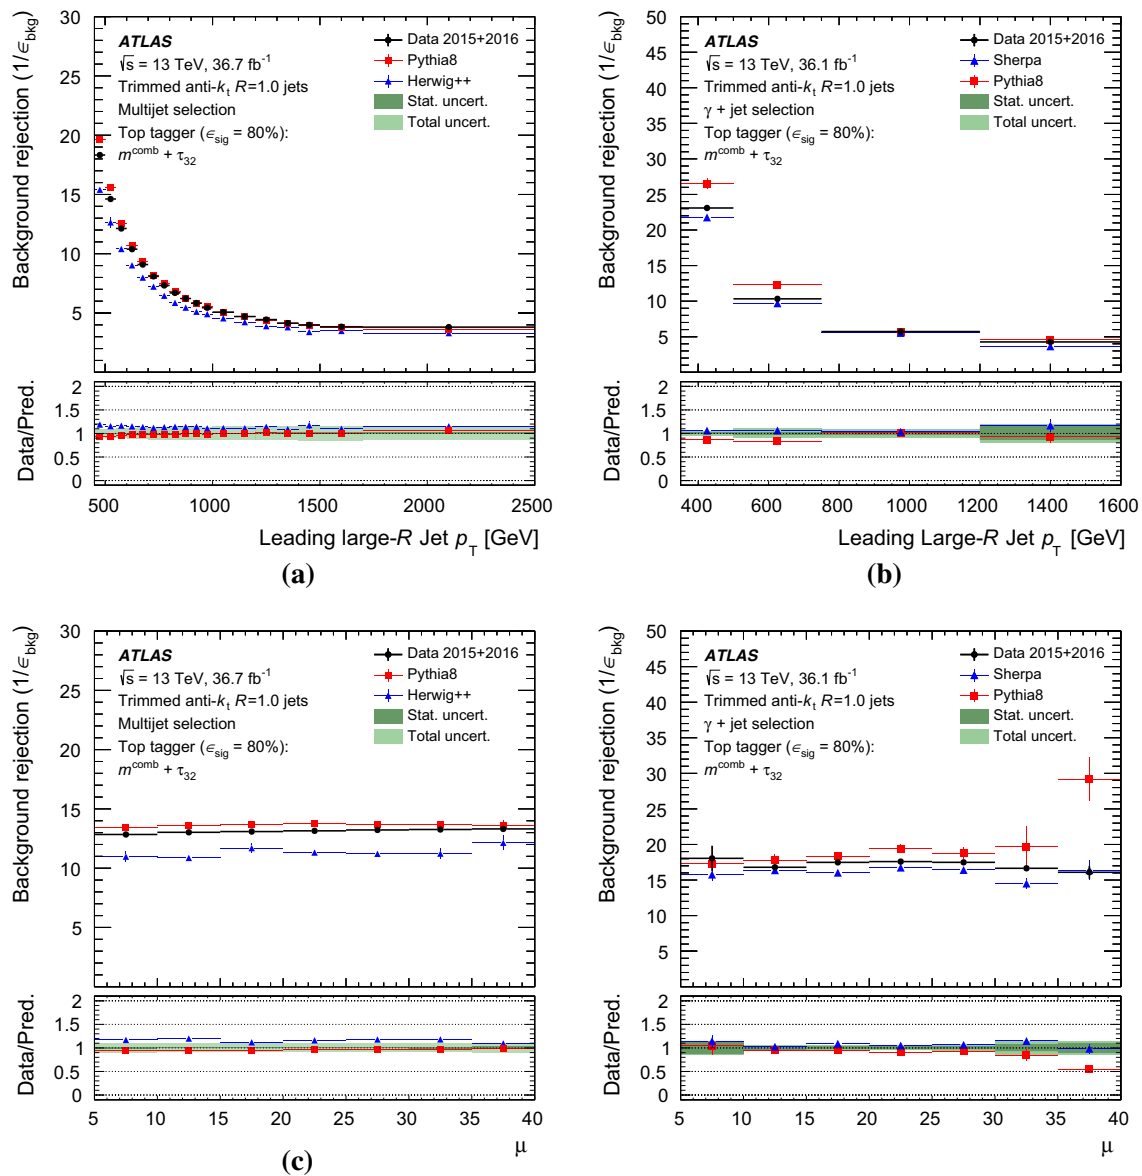 Background rejection (1/ϵbkg)
30
25
20
15
10
5
ATLAS
√s = 13 TeV, 36.7 fb⁻¹
Trimmed anti-kt R=1.0 jets
Multijet selection
Top tagger (ϵsig = 80%):
mcomb + τ32
Data 2015+2016
Pythia8
Herwig++
Stat. uncert.
Total uncert.
Data/Pred.
2
1.5
1
0.5
0
500 1000 1500 2000 2500
Leading large-R Jet pT [GeV]
(a)
Background rejection (1/ϵbkg)
50
45
40
35
30
25
20
15
10
5
ATLAS
√s = 13 TeV, 36.1 fb⁻¹
Trimmed anti-kt R=1.0 jets
γ + jet selection
Top tagger (ϵsig = 80%):
mcomb + τ32
Data 2015+2016
Sherpa
Pythia8
Stat. uncert.
Total uncert.
Data/Pred.
2
1.5
1
0.5
0
400 600 800 1000 1200 1400 1600
Leading Large-R Jet pT [GeV]
(b)
Background rejection (1/ϵbkg)
30
25
20
15
10
5
ATLAS
√s = 13 TeV, 36.7 fb⁻¹
Trimmed anti-kt R=1.0 jets
Multijet selection
Top tagger (ϵsig = 80%):
mcomb + τ32
Data 2015+2016
Pythia8
Herwig++
Stat. uncert.
Total uncert.
Data/Pred.
2
1.5
1
0.5
0
5 10 15 20 25 30 35 40
μ
(c)
Background rejection (1/ϵbkg)
50
45
40
35
30
25
20
15
10
5
ATLAS
√s = 13 TeV, 36.1 fb⁻¹
Trimmed anti-kt R=1.0 jets
γ + jet selection
Top tagger (ϵsig = 80%):
mcomb + τ32
Data 2015+2016
Sherpa
Pythia8
Stat. uncert.
Total uncert.
Data/Pred.
2
1.5
1
0.5
0
5 10 15 20 25 30 35 40
μ